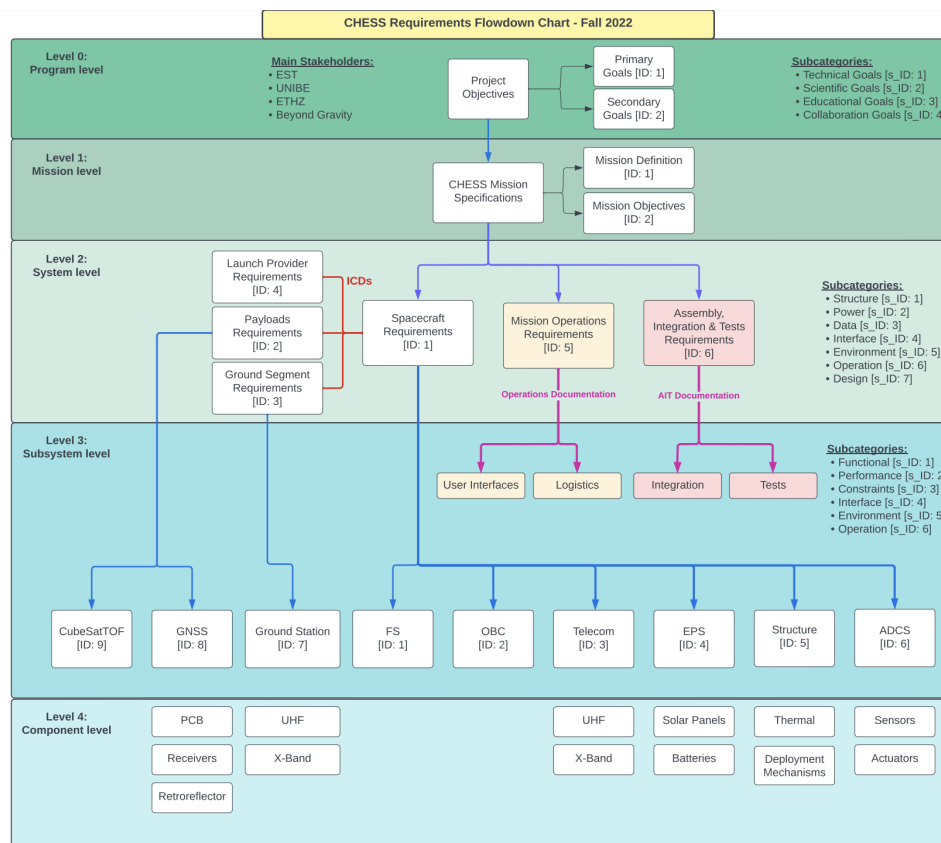 CHESS Requirements Flowdown Chart - Fall 2022
Level 0:
Program level
Main Stakeholders:
• EST
• UNIBE
• ETHZ
• Beyond Gravity
Project
Objectives
Primary
Goals [ID: 1]
Secondary
Goals [ID: 2]
Subcategories:
• Technical Goals [s_ID: 1]
• Scientific Goals [s_ID: 2]
• Educational Goals [s_ID: 3]
• Collaboration Goals [s_ID: 4
Level 1:
Mission level
CHESS Mission
Specifications
Mission Definition
[ID: 1]
Mission Objectives
[ID: 2]
Level 2:
System level
Launch Provider
Requirements
[ID: 4]
Payloads
Requirements
[ID: 2]
Ground Segment
Requirements
[ID: 3]
ICDs
Spacecraft
Requirements
[ID: 1]
Mission Operations
Requirements
[ID: 5]
Assembly,
Integration & Tests
Requirements
[ID: 6]
Subcategories:
• Structure [s_ID: 1]
• Power [s_ID: 2]
• Data [s_ID: 3]
• Interface [s_ID: 4]
• Environment [s_ID: 5]
• Operation [s_ID: 6]
• Design [s_ID: 7]
Operations Documentation
AIT Documentation
Level 3:
Subsystem level
User Interfaces
Logistics
Integration
Tests
Subcategories:
• Functional [s_ID: 1]
• Performance [s_ID: 2
• Constraints [s_ID: 3]
• Interface [s_ID: 4]
• Environment [s_ID: 5
• Operation [s_ID: 6]
CubeSatTOF
[ID: 9]
GNSS
[ID: 8]
Ground Station
[ID: 7]
FS
[ID: 1]
OBC
[ID: 2]
Telecom
[ID: 3]
EPS
[ID: 4]
Structure
[ID: 5]
ADCS
[ID: 6]
Level 4:
Component level
PCB
Receivers
Retroreflector
UHF
X-Band
UHF
X-Band
Solar Panels
Batteries
Thermal
Deployment
Mechanisms
Sensors
Actuators